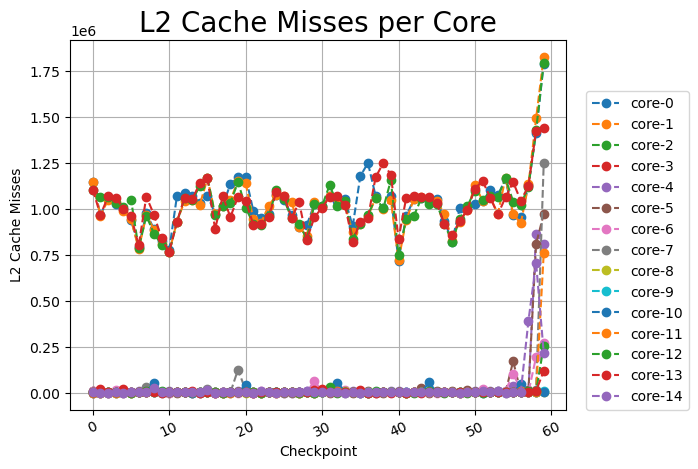 L2 Cache Misses per Core
1e6
1.75
1.50
1.25
1.00
0.75
0.50
0.25
0.00
L2 Cache Misses
0
10
20
30
40
50
60
Checkpoint
core-0
core-1
core-2
core-3
core-4
core-5
core-6
core-7
core-8
core-9
core-10
core-11
core-12
core-13
core-14